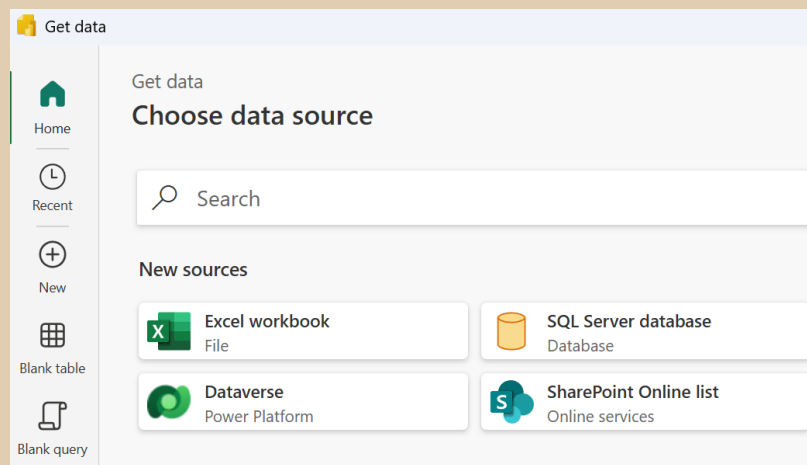 Get data
Get data
Choose data source
Home
Search
Recent
New sources
New
Excel workbook
File
SQL Server database
Database
Blank table
Dataverse
Power Platform
SharePoint Online list
Online services
Blank query